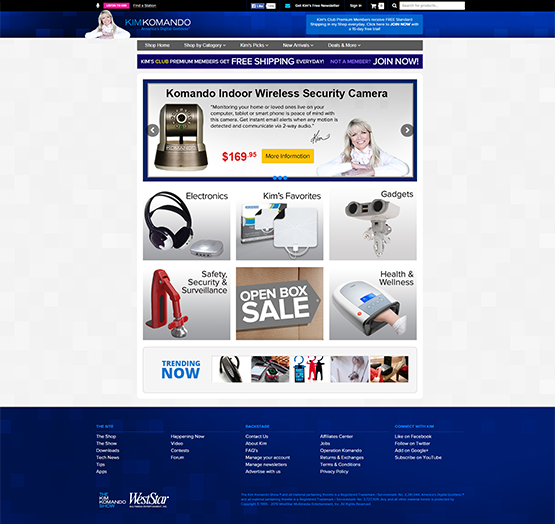 Find a Station
Like
Get Kim's Free Newsletter
Sign In
Search for products...
KIMKOMANDO
America's Digital Goddess
Kim's Club Premium Members receive FREE Standard
Shipping in my Shop everyday. Click here to JOIN NOW with
a 15-day free trial!
Shop Home
Shop by Category
Kim's Picks
New Arrivals
Deals & More
KIM'S CLUB PREMIUM MEMBERS GET FREE SHIPPING EVERYDAY! NOT A MEMBER? JOIN NOW!
Komando Indoor Wireless Security Camera
"Monitoring your home or loved ones live on your
computer, tablet or smart phone is peace of mind with
this camera. Get instant email alerts when any motion is
detected and communicate via 2-way audio."
Kim
KOMANDO
$169.95
More Information
Electronics
Kim's Favorites
Gadgets
Safety,
Security &
Surveillance
OPEN BOX
SALE
Health &
Wellness
TRENDING
NOW
THE SITE
BACKSTAGE
CONNECT WITH KIM
The Shop
Happening Now
Contact Us
Affiliates Center
Like on Facebook
The Show
Video
About Kim
Jobs
Follow on Twitter
Downloads
Contests
FAQ's
Operation Komando
Add on Google+
Tech News
Forum
Manage your account
Returns & Exchanges
Subscribe on YouTube
Tips
Manage newsletters
Terms & Conditions
Apps
Advertise with us
Privacy Policy
THE
KIM
KOMANDO
SHOW
WestStar
MULTIMEDIA ENTERTAINMENT, INC.